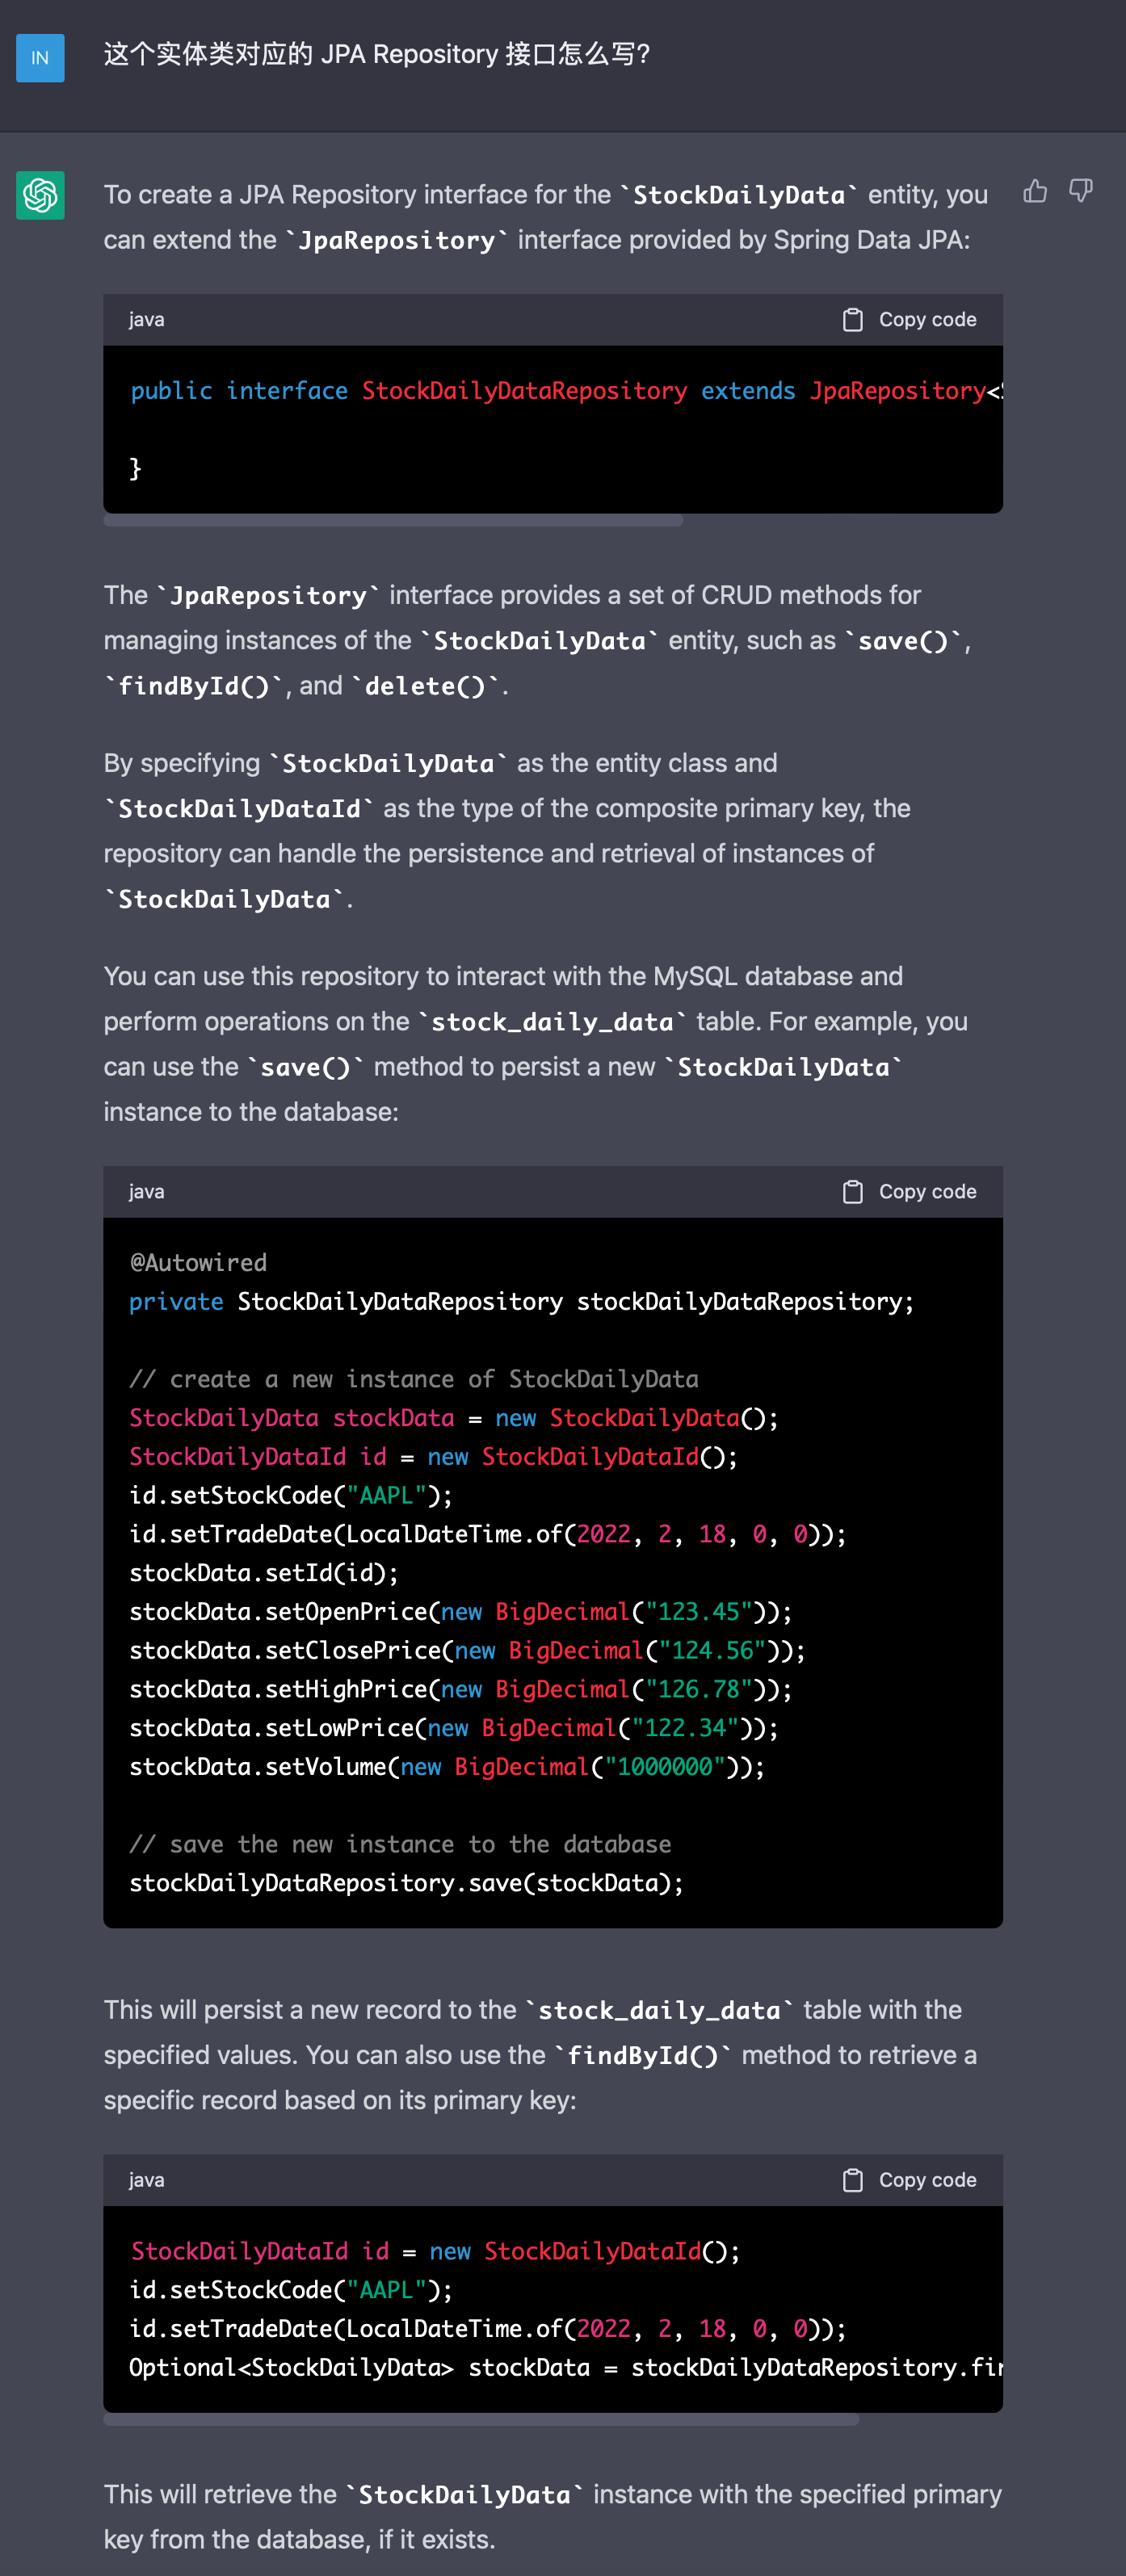 IN
这个实体类对应的 JPA Repository 接口怎么写?
To create a JPA Repository interface for the `StockDailyData` entity, you
can extend the `JpaRepository` interface provided by Spring Data JPA:
java
Copy code
public interface StockDailyDataRepository extends JpaRepository<
}
The `JpaRepository` interface provides a set of CRUD methods for
managing instances of the `StockDailyData` entity, such as `save()`,
`findById()`, and `delete()`.
By specifying `StockDailyData` as the entity class and
`StockDailyDataId` as the type of the composite primary key, the
repository can handle the persistence and retrieval of instances of
`StockDailyData`.
You can use this repository to interact with the MySQL database and
perform operations on the `stock_daily_data` table. For example, you
can use the `save()` method to persist a new `StockDailyData`
instance to the database:
java
Copy code
@Autowired
private StockDailyDataRepository stockDailyDataRepository;
// create a new instance of StockDailyData
StockDailyData stockData = new StockDailyData();
StockDailyDataId id = new StockDailyDataId();
id.setStockCode("AAPL");
id.setTradeDate(LocalDateTime.of(2022, 2, 18, 0, 0));
stockData.setId(id);
stockData.setOpenPrice(new BigDecimal("123.45"));
stockData.setClosePrice(new BigDecimal("124.56"));
stockData.setHighPrice(new BigDecimal("126.78"));
stockData.setLowPrice(new BigDecimal("122.34"));
stockData.setVolume(new BigDecimal("1000000"));
// save the new instance to the database
stockDailyDataRepository.save(stockData);
This will persist a new record to the `stock_daily_data` table with the
specified values. You can also use the `findById()` method to retrieve a
specific record based on its primary key:
java
Copy code
StockDailyDataId id = new StockDailyDataId();
id.setStockCode("AAPL");
id.setTradeDate(LocalDateTime.of(2022, 2, 18, 0, 0));
Optional<StockDailyData> stockData = stockDailyDataRepository.fi
This will retrieve the `StockDailyData` instance with the specified primary
key from the database, if it exists.